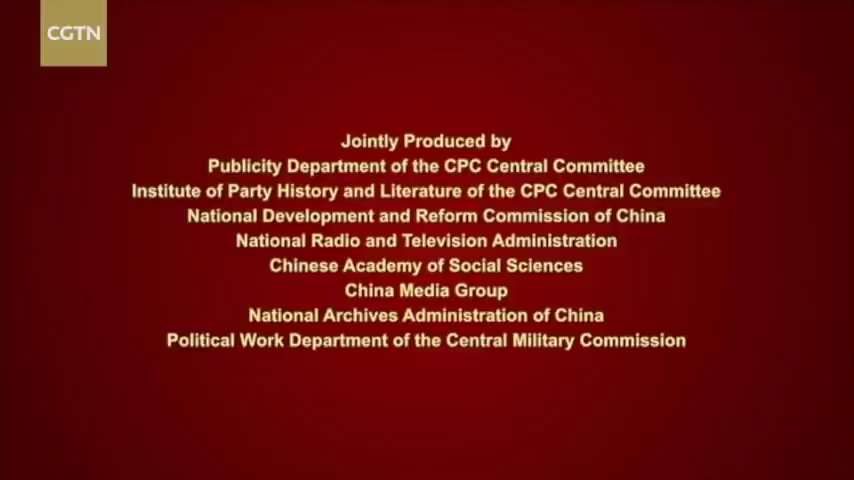 CGTN
Jointly Produced by
Publicity Department of the CPC Central Committee
Institute of Party History and Literature of the CPC Central Committee
National Development and Reform Commission of China
National Radio and Television Administration
Chinese Academy of Social Sciences
China Media Group
National Archives Administration of China
Political Work Department of the Central Military Commission